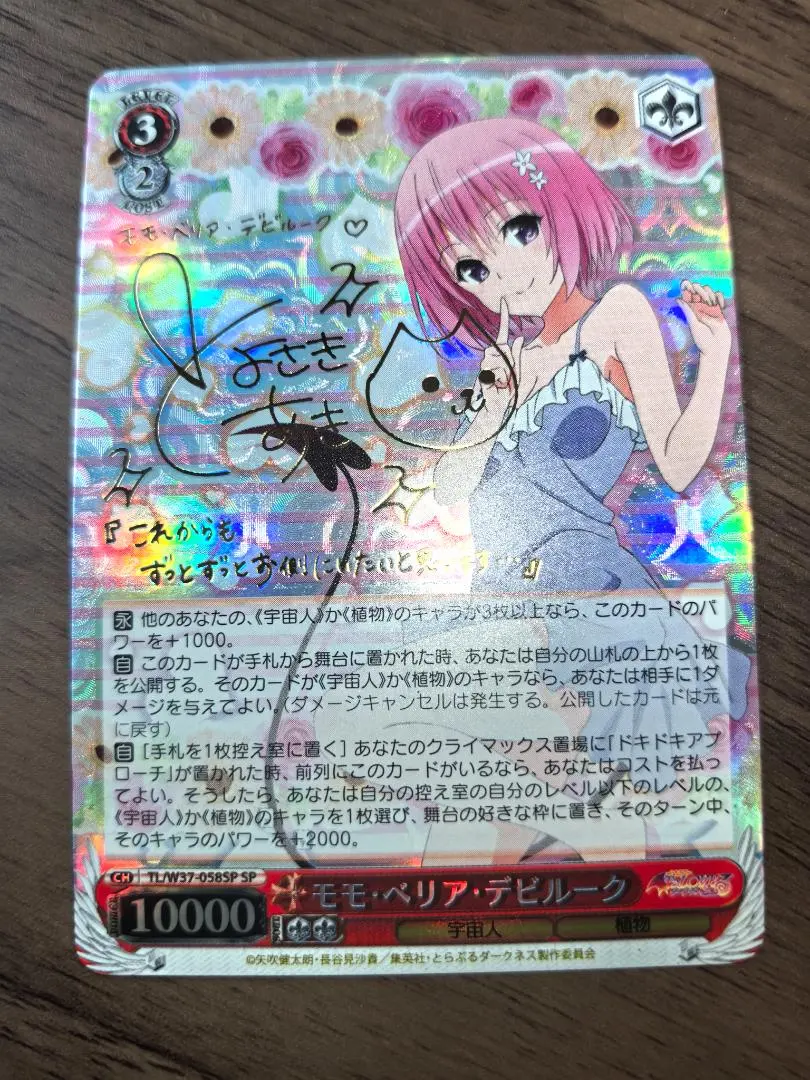 LEVEL
3
2
COST
モモ・ベリア・デビルーク♡
とよさき
あき
『これからも
ずっとずっとお側にいたいと思
』
永 他のあなたの、《宇宙人》か《植物》のキャラが3枚以上なら、このカードのパ
ワーを+1000。
自 このカードが手札から舞台に置かれた時、あなたは自分の山札の上から1枚
を公開する。そのカードが《宇宙人》か《植物》のキャラなら、あなたは相手に1ダ
メージを与えてよい。（ダメージキャンセルは発生する。公開したカードは元
に戻す）
自 ［手札を1枚控え室に置く］ あなたのクライマックス置場に「ドキドキアプ
ローチ」が置かれた時、前列にこのカードがいるなら、あなたはコストを払っ
てよい。そうしたら、あなたは自分の控え室の自分のレベル以下のレベルの、
《宇宙人》か《植物》のキャラを1枚選び、舞台の好きな枠に置き、そのターン中、
そのキャラのパワーを+2000。
CH TL/W37-058SP SP
モモ・ベリア・デビルーク
POWER 10000 SOUL 宇宙人 植物
©矢吹健太朗・長谷見沙貴／集英社・とらぶるダークネス製作委員会